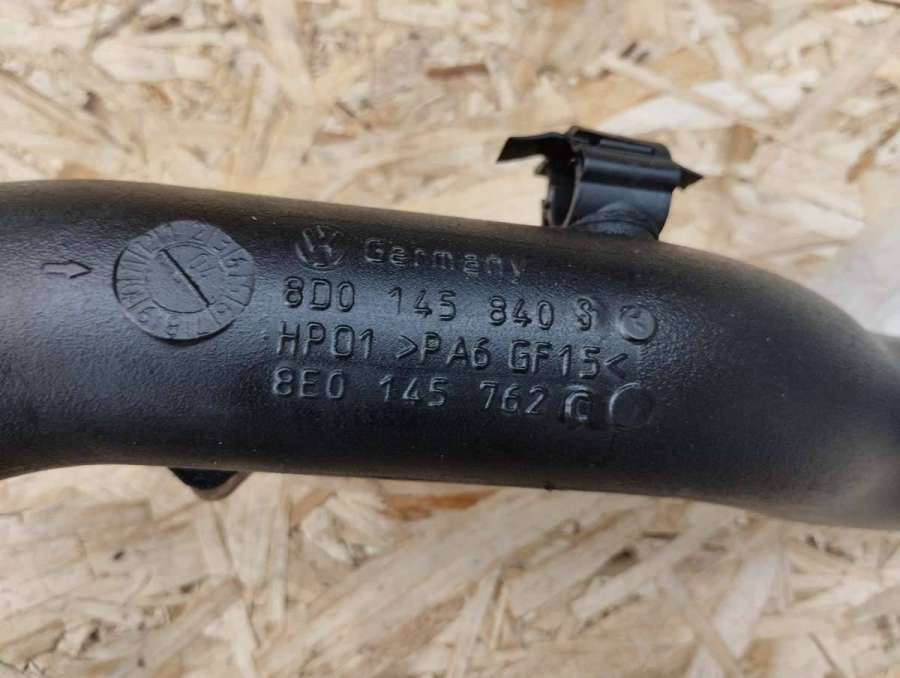 Germany
8D0 145 840
HP01 >PA6 GF15<
8E0 145 762 C